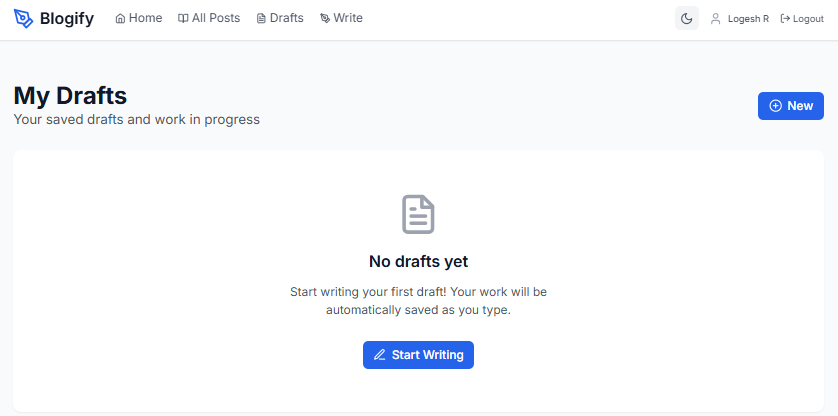 Blogify Home All Posts Drafts Write Logesh R Logout
My Drafts
Your saved drafts and work in progress
New
No drafts yet
Start writing your first draft! Your work will be
automatically saved as you type.
Start Writing